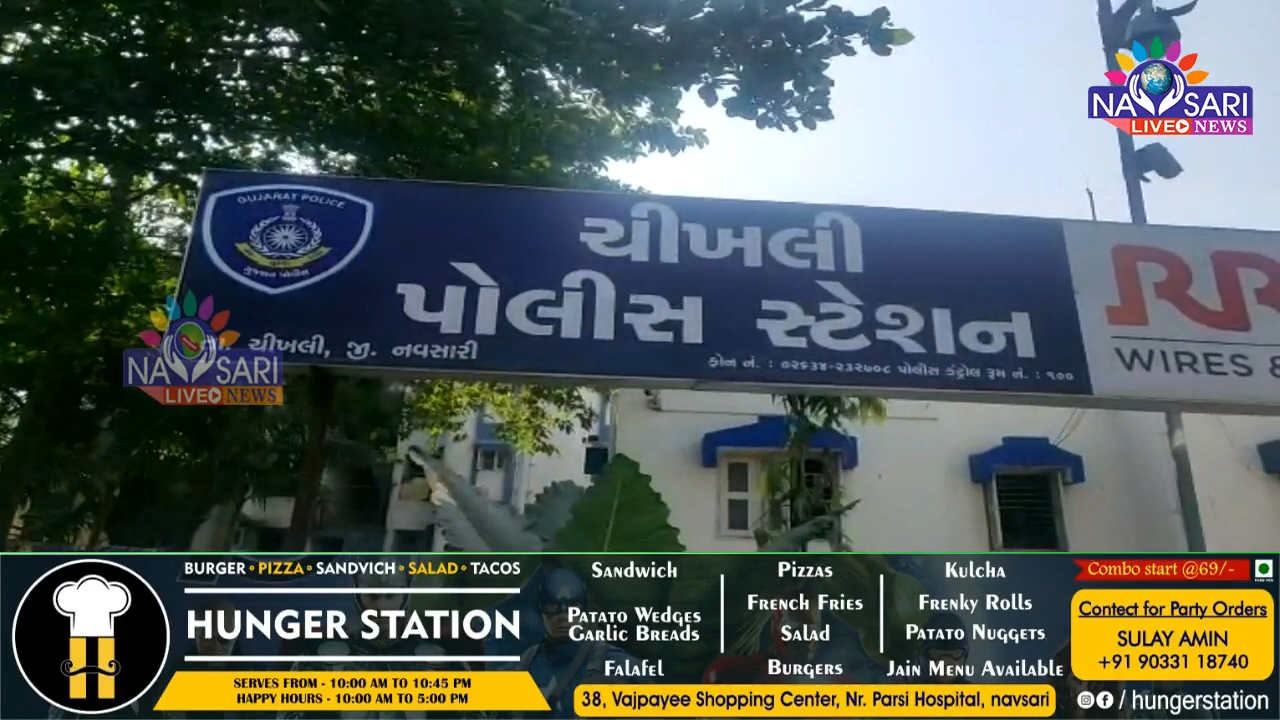 NAVSARI
LIVE NEWS
GUJARAT POLICE
ગુજરાત પોલીસ
ચીખલી
પોલીસ સ્ટેશન
ચીખલી, જી. નવસારી
ફોન નં. : ૦૨૬૩૪-૨૩૨૭૦૮ પોલીસ કંટ્રોલ રૂમ નં. : ૧૦૦
WIRES &
NAVSARI
LIVE NEWS
BURGER • PIZZA • SANDVICH • SALAD • TACOS
HUNGER STATION
SERVES FROM - 10:00 AM TO 10:45 PM
HAPPY HOURS - 10:00 AM TO 5:00 PM
Sandwich
Patato Wedges
Garlic Breads
Falafel
Pizzas
French Fries
Salad
Burgers
Kulcha
Frenky Rolls
Patato Nuggets
Jain Menu Available
38, Vajpayee Shopping Center, Nr. Parsi Hospital, navsari
Combo start @69/-
Contect for Party Orders
SULAY AMIN
+91 90331 18740
/ hungerstation